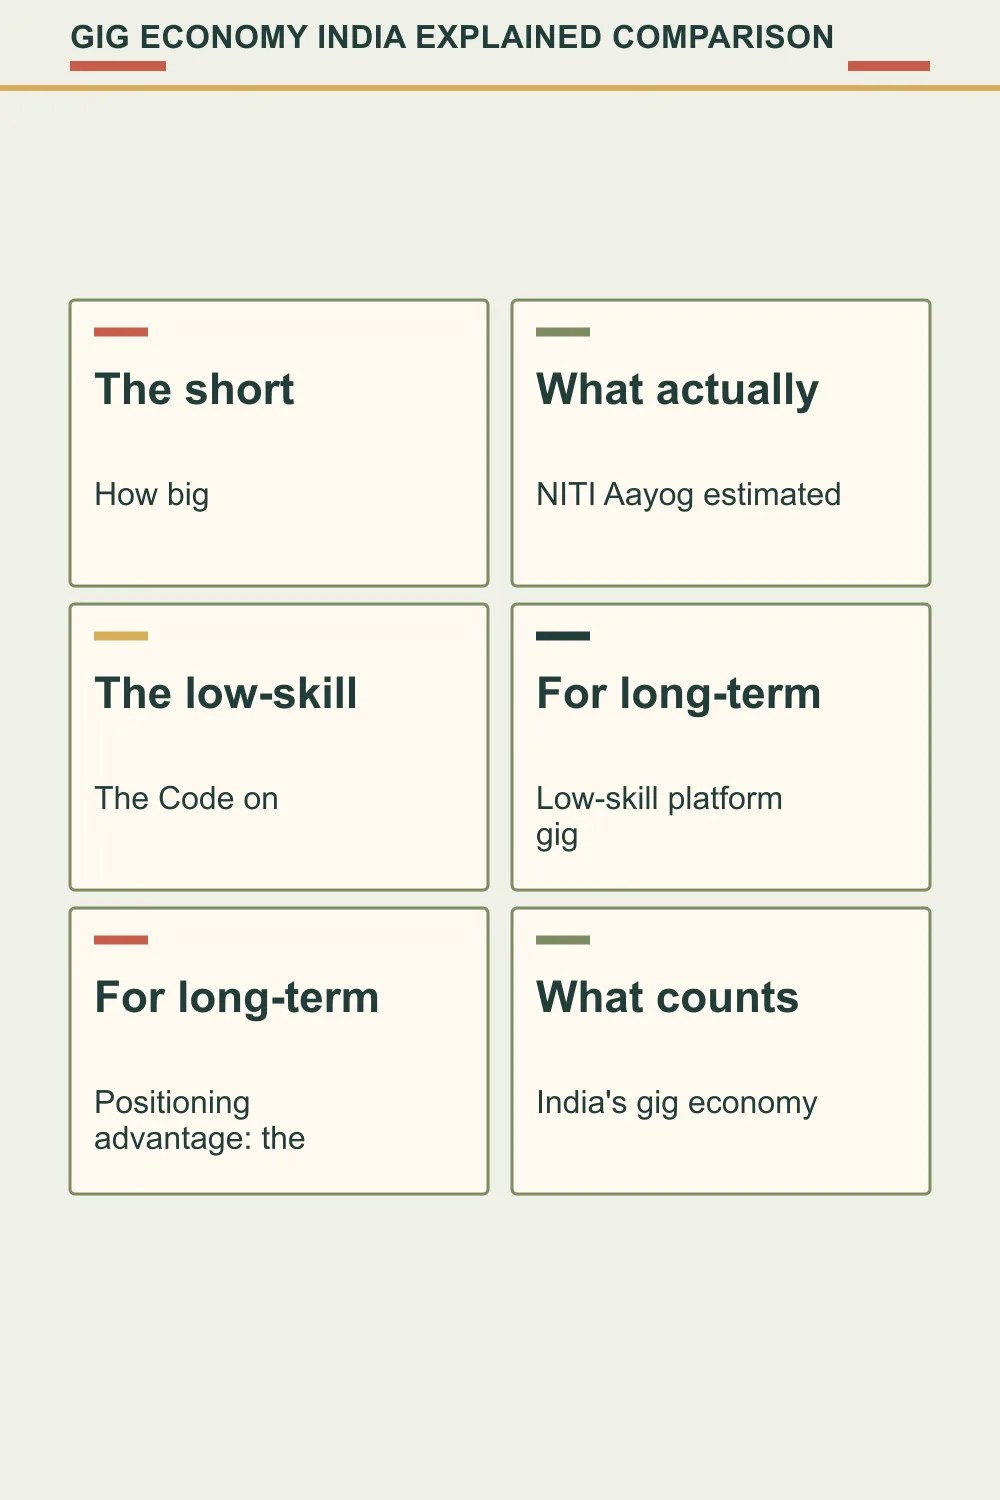 GIG ECONOMY INDIA EXPLAINED COMPARISON
The short
How big
What actually
NITI Aayog estimated
The low-skill
The Code on
For long-term
Low-skill platform
gig
For long-term
Positioning
advantage: the
What counts
India's gig economy